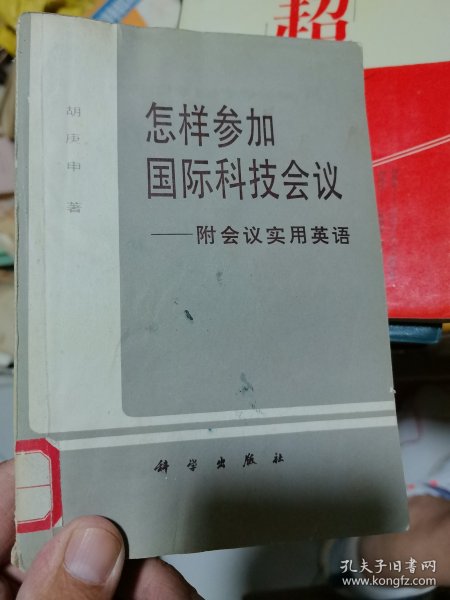 超
胡庚申 著
怎样参加
国际科技会议
——附会议实用英语
科学出版社
孔夫子旧书网
www.kongfz.com